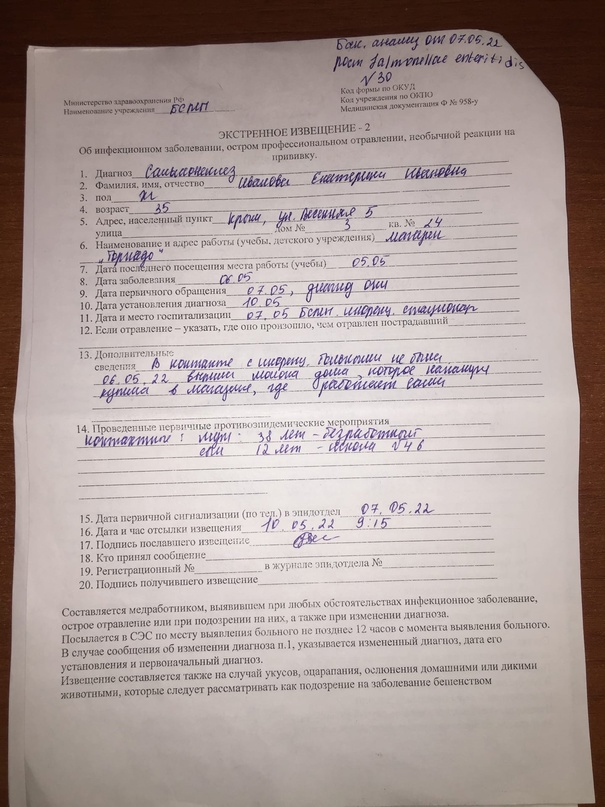 Бак. анализ от 07.05.22
рост Salmonellae enteritidis
№30
Код формы по ОКУД
Министерство здравоохранения РФ
Код учреждения по ОКПО
Наименование учреждения БСМП
Медицинская документация Ф № 958-у
ЭКСТРЕННОЕ ИЗВЕЩЕНИЕ - 2
Об инфекционном заболевании, остром профессиональном отравлении, необычной реакции на
прививку.
1. Диагноз Сальмонеллез
2. Фамилия, имя, отчество Иванова Екатерина Ивановна
3. пол ж
4. возраст 35
5. Адрес, населенный пункт ул. Весенняя 5
улица дом № 3 кв. № 24
6. Наименование и адрес работы (учебы, детского учреждения) магазин
"Торнадо"
7. Дата последнего посещения места работы (учебы) 05.05
8. Дата заболевания 06.05
9. Дата первичного обращения 07.05, диагноз
10. Дата установления диагноза 10.05
11. Дата и место госпитализации 07.05 БСМП инфекц. стационар
12. Если отравление – указать, где оно произошло, чем отравлен пострадавший
13. Дополнительные
сведения В контакте с инфекц. больными не была
06.05.22 выпили молоко дома, которое накануне
купила в магазине, где работает сама
14. Проведенные первичные противоэпидемические мероприятия
контактные: муж: 38 лет - безработный
сын 12 лет - школа №46
15. Дата первичной сигнализации (по тел.) в эпидотдел 07.05.22
16. Дата и час отсылки извещения 10.05.22 9:15
17. Подпись пославшего извещение
18. Кто принял сообщение
19. Регистрационный № в журнале эпидотдела №
20. Подпись получившего извещение
Составляется медработником, выявившем при любых обстоятельствах инфекционное заболевание,
острое отравление или при подозрении на них, а также при изменении диагноза.
Посылается в СЭС по месту выявления больного не позднее 12 часов с момента выявления больного.
В случае сообщения об изменении диагноза п.1, указывается измененный диагноз, дата его
установления и первоначальный диагноз.
Извещение составляется также на случай укусов, оцарапания, ослюнения домашними или дикими
животными, которые следует рассматривать как подозрение на заболевание бешенством